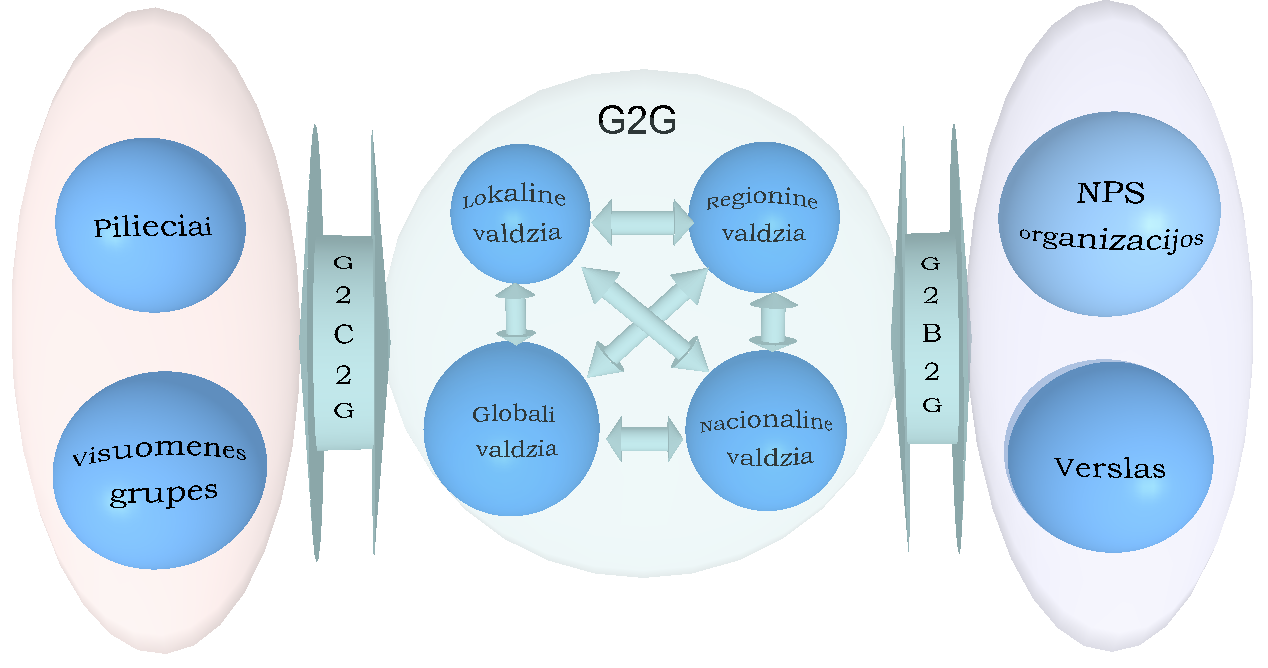 Pilieciai
visuomenes
grupes
G
2
C
2
G
G2G
Lokaline
valdzia
Regionine
valdzia
Globali
valdzia
Nacionaline
valdzia
G
2
B
2
G
NPS
organizacijos
Verslas